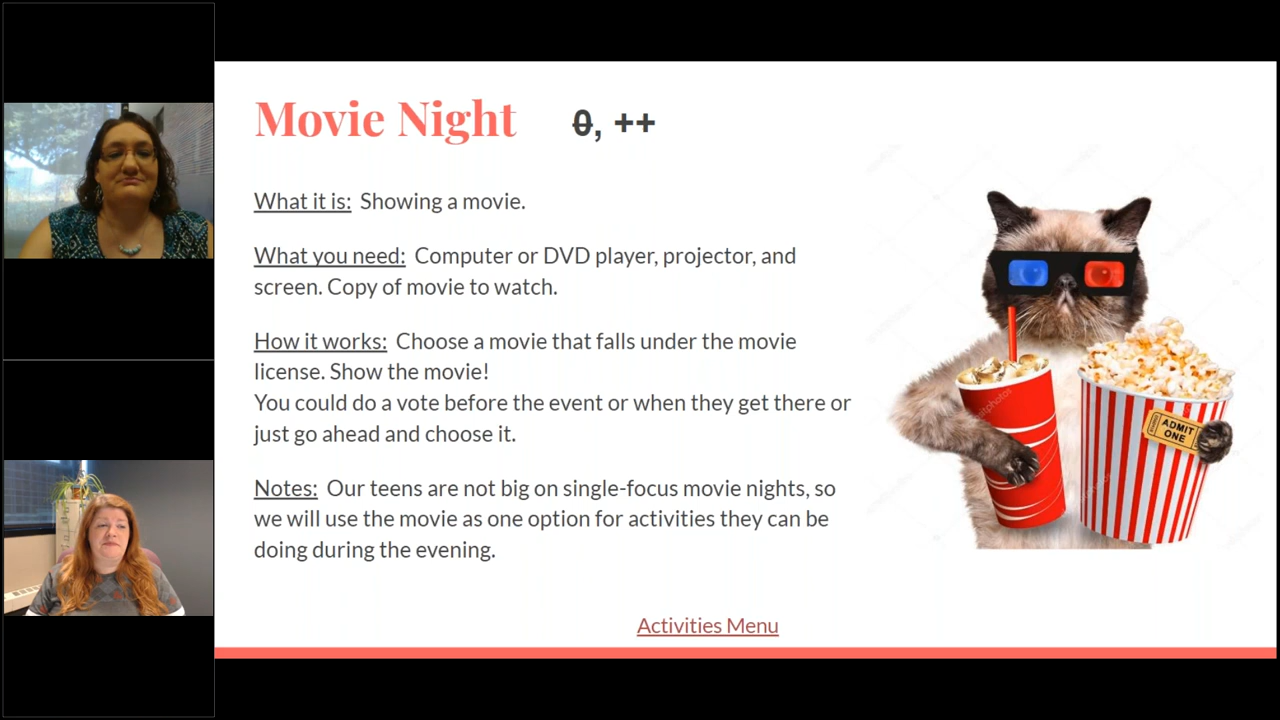 Movie Night 0, ++
What it is: Showing a movie.
What you need: Computer or DVD player, projector, and
screen. Copy of movie to watch.
How it works: Choose a movie that falls under the movie
license. Show the movie!
You could do a vote before the event or when they get there or
just go ahead and choose it.
Notes: Our teens are not big on single-focus movie nights, so
we will use the movie as one option for activities they can be
doing during the evening.
ADMIT
ONE
Activities Menu